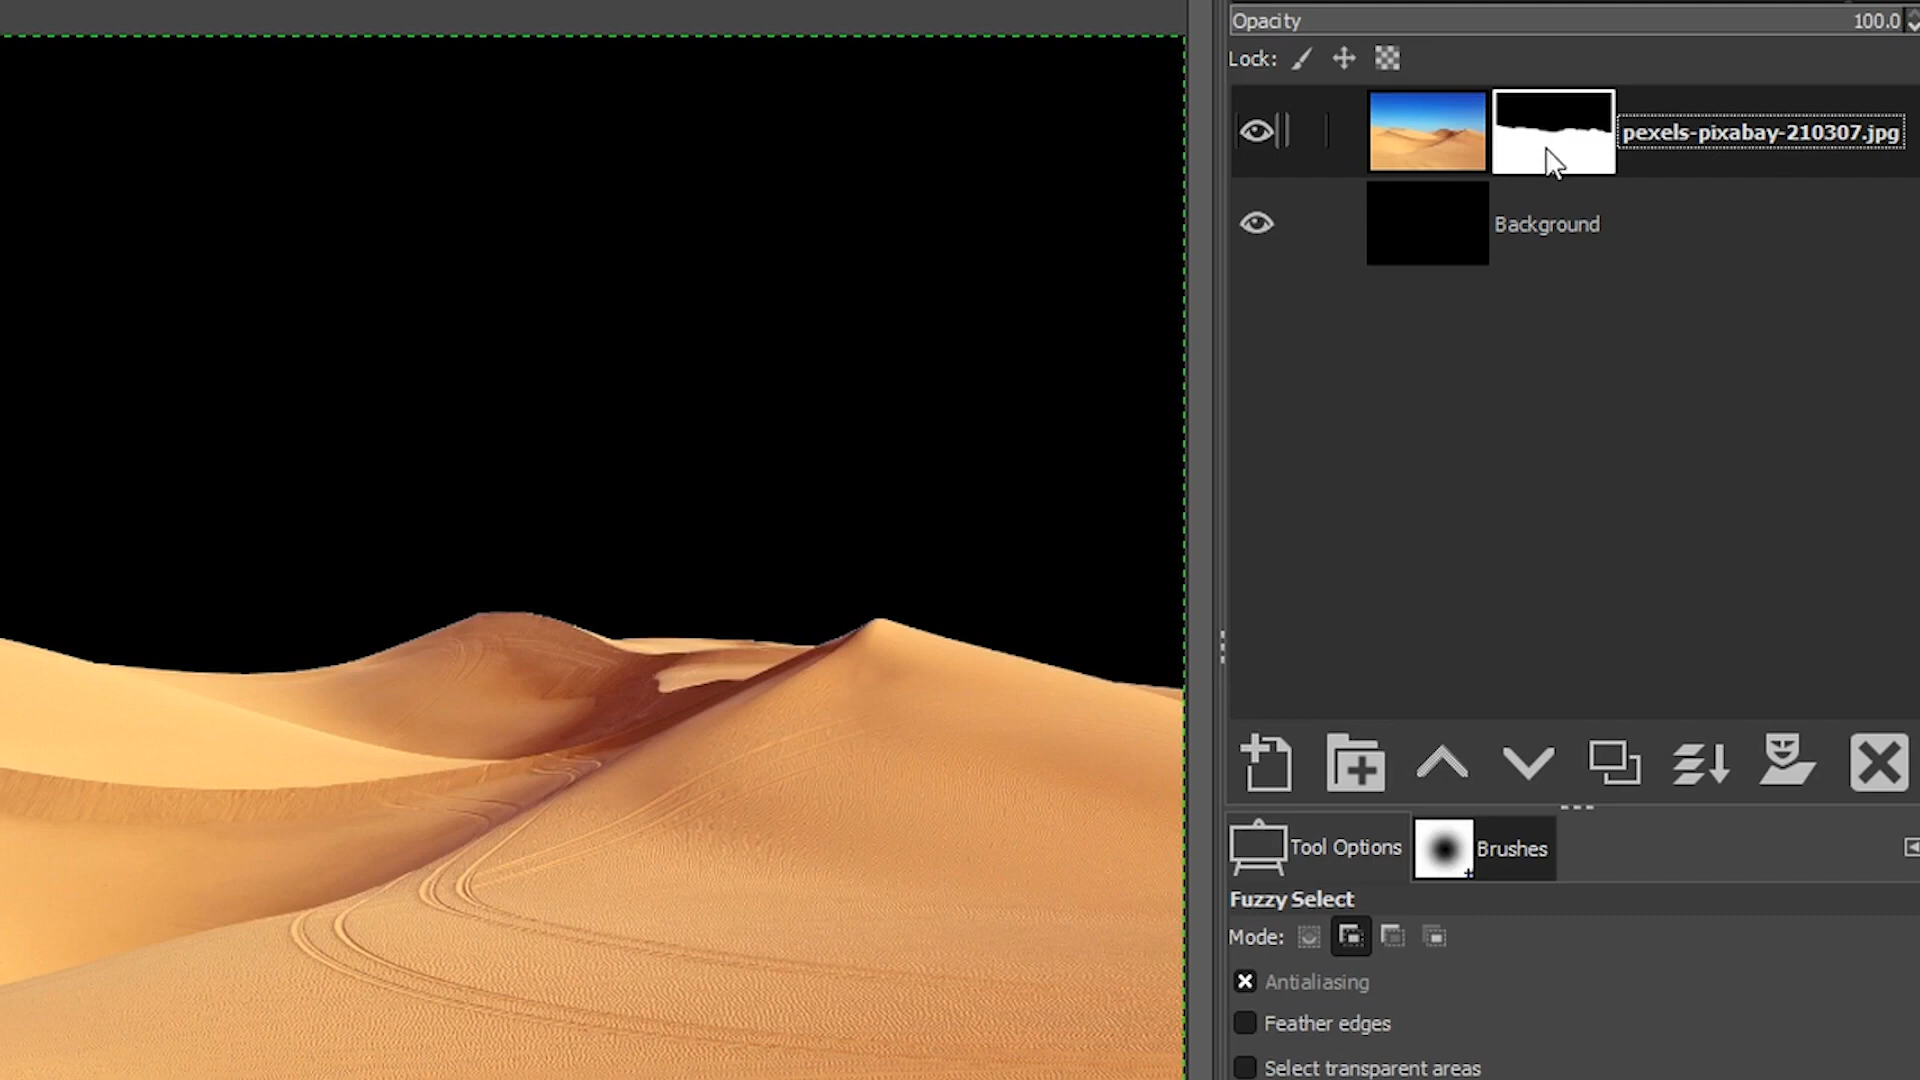 Opacity 100.0
Lock:
pexels-pixabay-210307.jpg
Background
Tool Options Brushes
Fuzzy Select
Mode:
Antialiasing
Feather edges
Select transparent areas